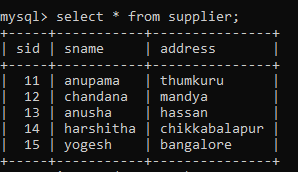 mysql> select * from supplier;
+-----+-----------+----------------+
| sid | sname     | address        |
+-----+-----------+----------------+
|  11 | anupama   | thumkuru       |
|  12 | chandana  | mandya         |
|  13 | anusha    | hassan         |
|  14 | harshitha | chikkabalapur  |
|  15 | yogesh    | bangalore      |
+-----+-----------+----------------+